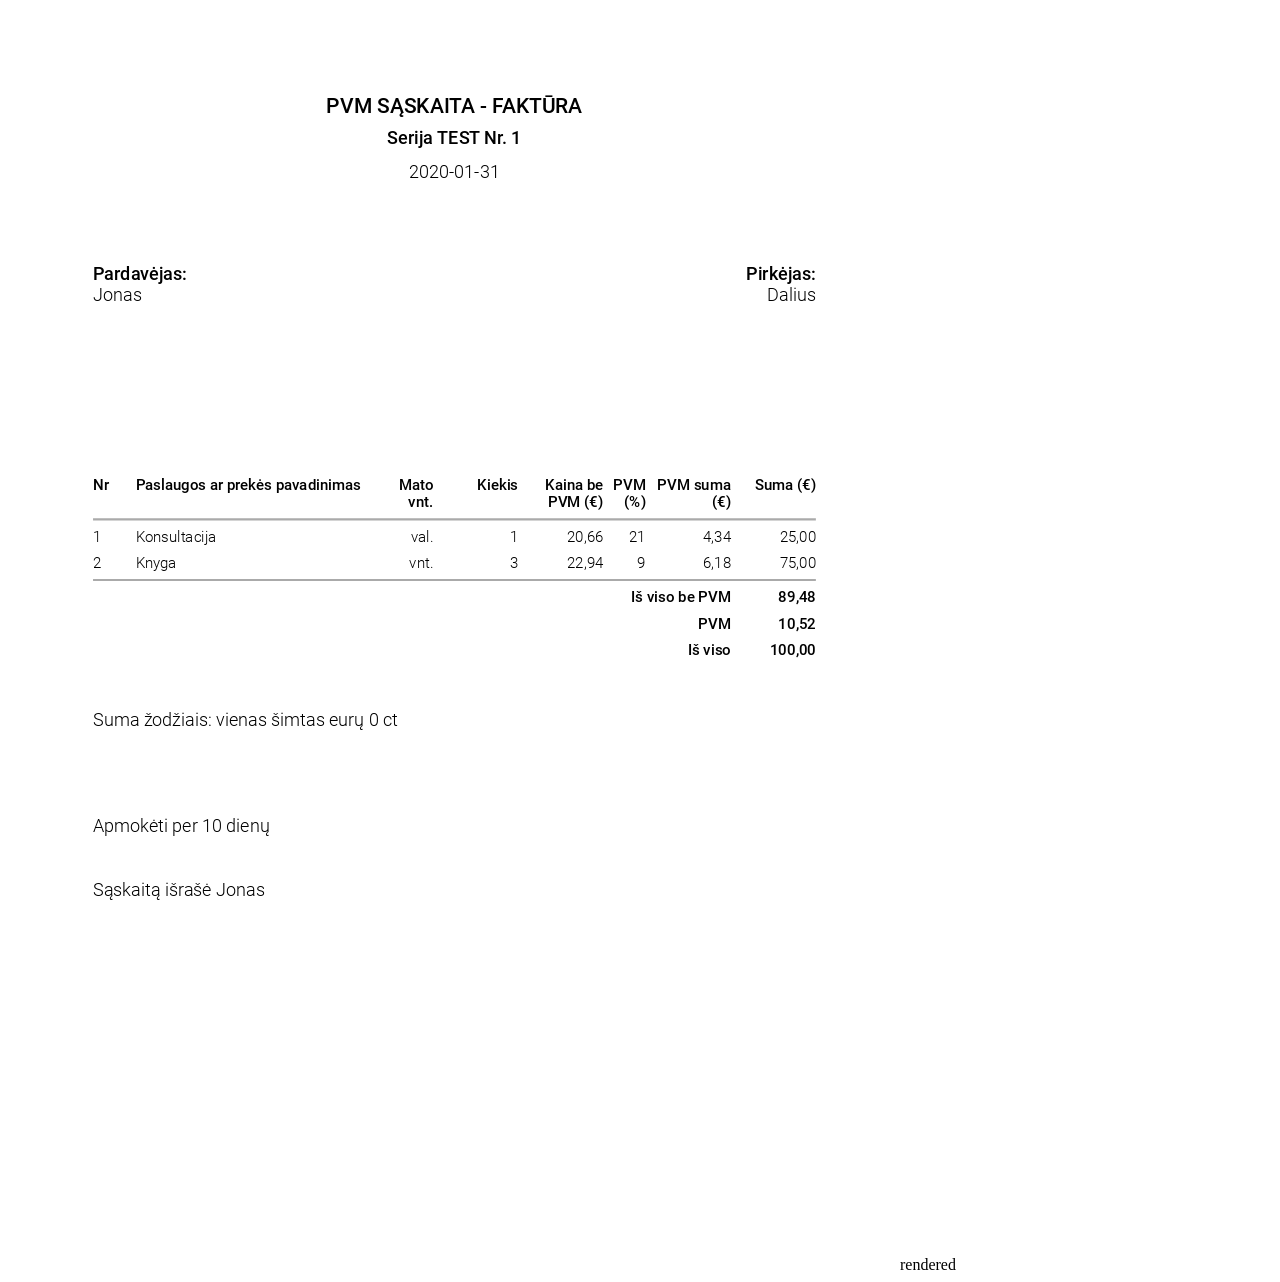 PVM SĄSKAITA - FAKTŪRA
Serija TEST Nr. 1
2020-01-31
Pardavėjas: Pirkėjas:
Jonas Dalius
Nr Paslaugos ar prekės pavadinimas Mato vnt. Kiekis Kaina be PVM (€) PVM (%) PVM suma (€) Suma (€)
1 Konsultacija val. 1 20,66 21 4,34 25,00
2 Knyga vnt. 3 22,94 9 6,18 75,00
Iš viso be PVM 89,48
PVM 10,52
Iš viso 100,00
Suma žodžiais: vienas šimtas eurų 0 ct
Apmokėti per 10 dienų
Sąskaitą išrašė Jonas
rendered